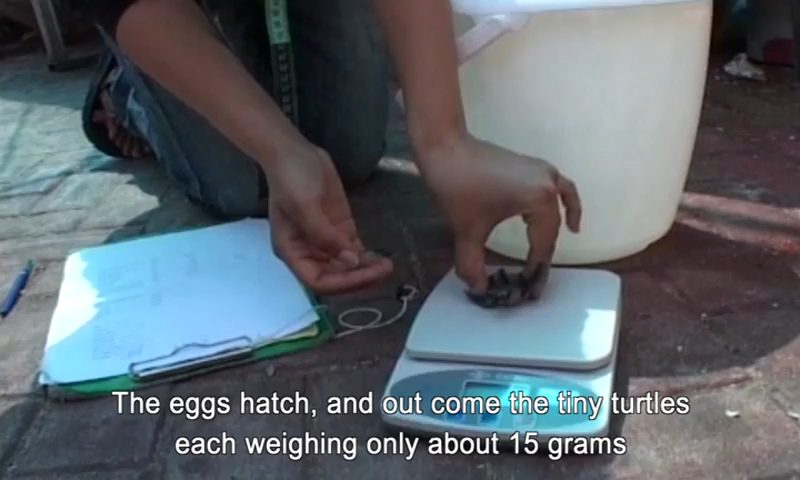 The eggs hatch, and out come the tiny turtles
each weighing only about 15 grams